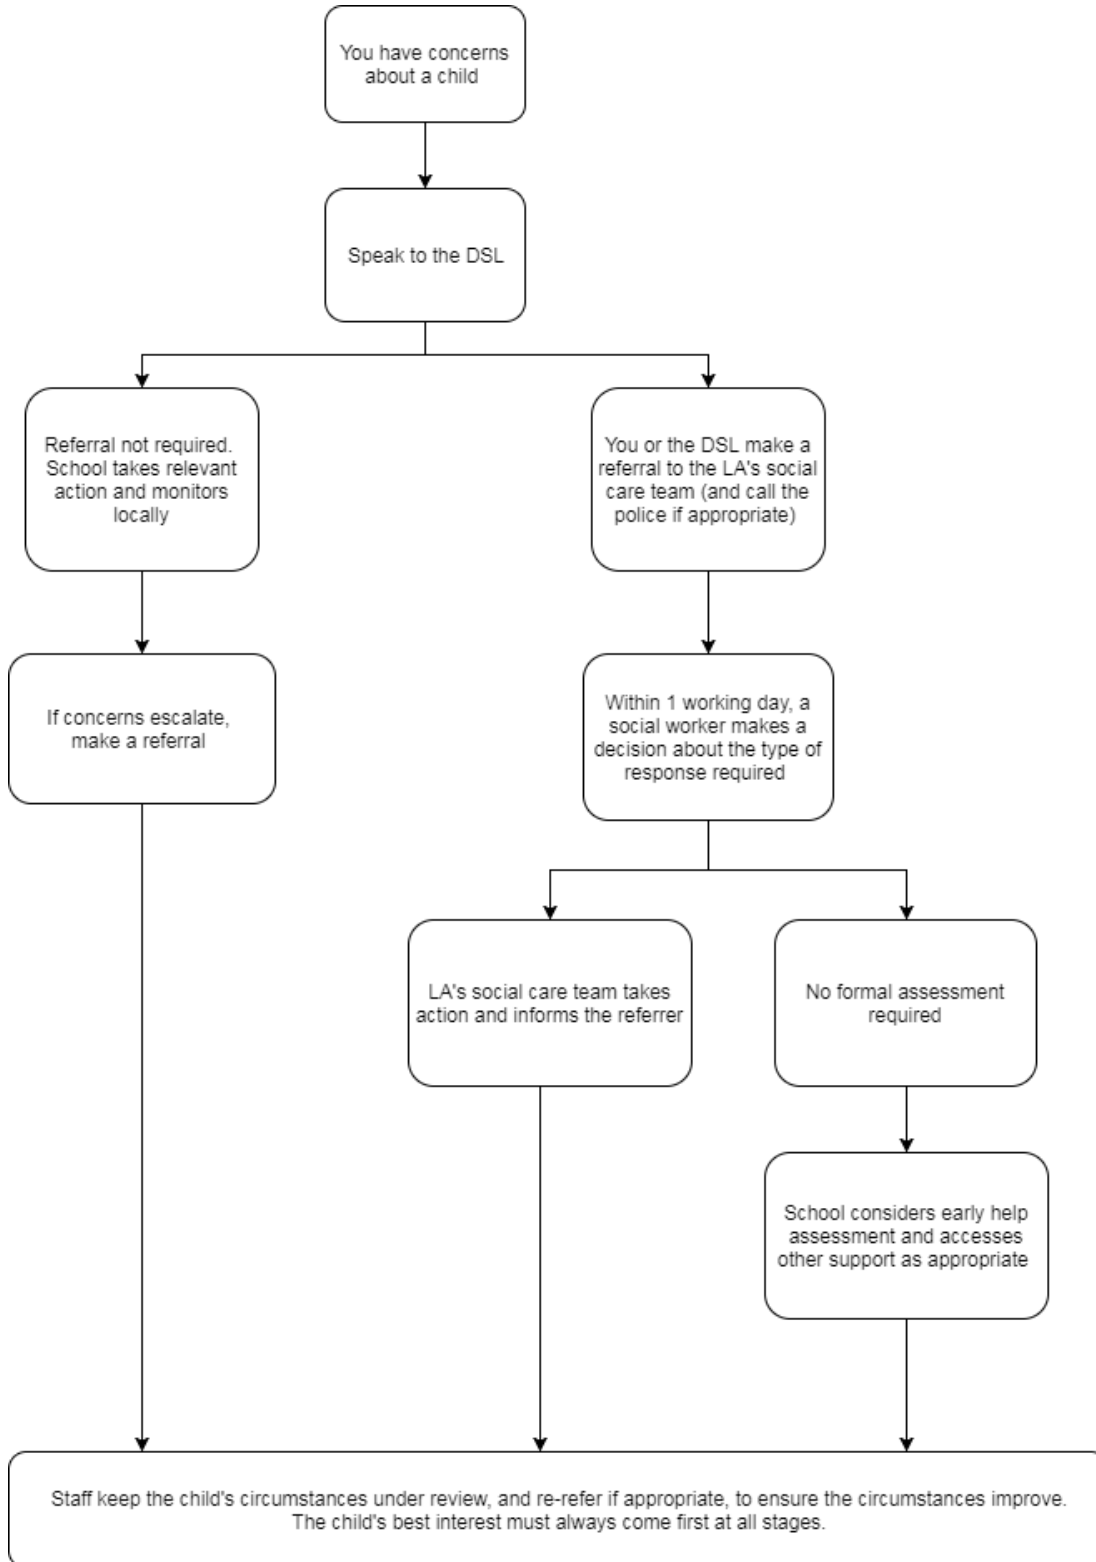 You have concerns
about a child
Speak to the DSL
Referral not required.
School takes relevant
action and monitors
locally
You or the DSL make a
referral to the LA's social
care team (and call the
police if appropriate)
If concerns escalate,
make a referral
Within 1 working day, a
social worker makes a
decision about the type of
response required
LA's social care team takes
action and informs the referrer
No formal assessment
required
School considers early help
assessment and accesses
other support as appropriate
Staff keep the child's circumstances under review, and re-refer if appropriate, to ensure the circumstances improve.
The child's best interest must always come first at all stages.